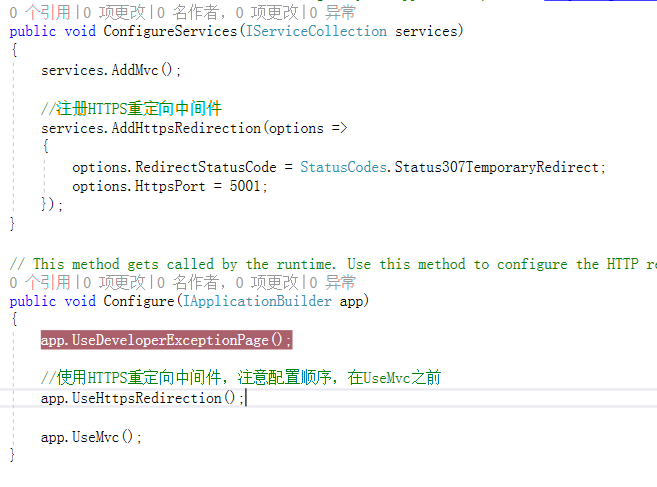 0 个引用|0 项更改|0 名作者, 0 项更改|0 异常
public void ConfigureServices(IServiceCollection services)
{
services.AddMvc();
//注册HTTPS重定向中间件
services.AddHttpsRedirection(options =>
{
options.RedirectStatusCode = StatusCodes.Status307TemporaryRedirect;
options.HttpsPort = 5001;
});
}
// This method gets called by the runtime. Use this method to configure the HTTP
0 个引用|0 项更改|0 名作者, 0 项更改|0 异常
public void Configure(IApplicationBuilder app)
{
app.UseDeveloperExceptionPage();
//使用HTTPS重定向中间件, 注意配置顺序, 在UseMvc之前
app.UseHttpsRedirection();
app.UseMvc();
}